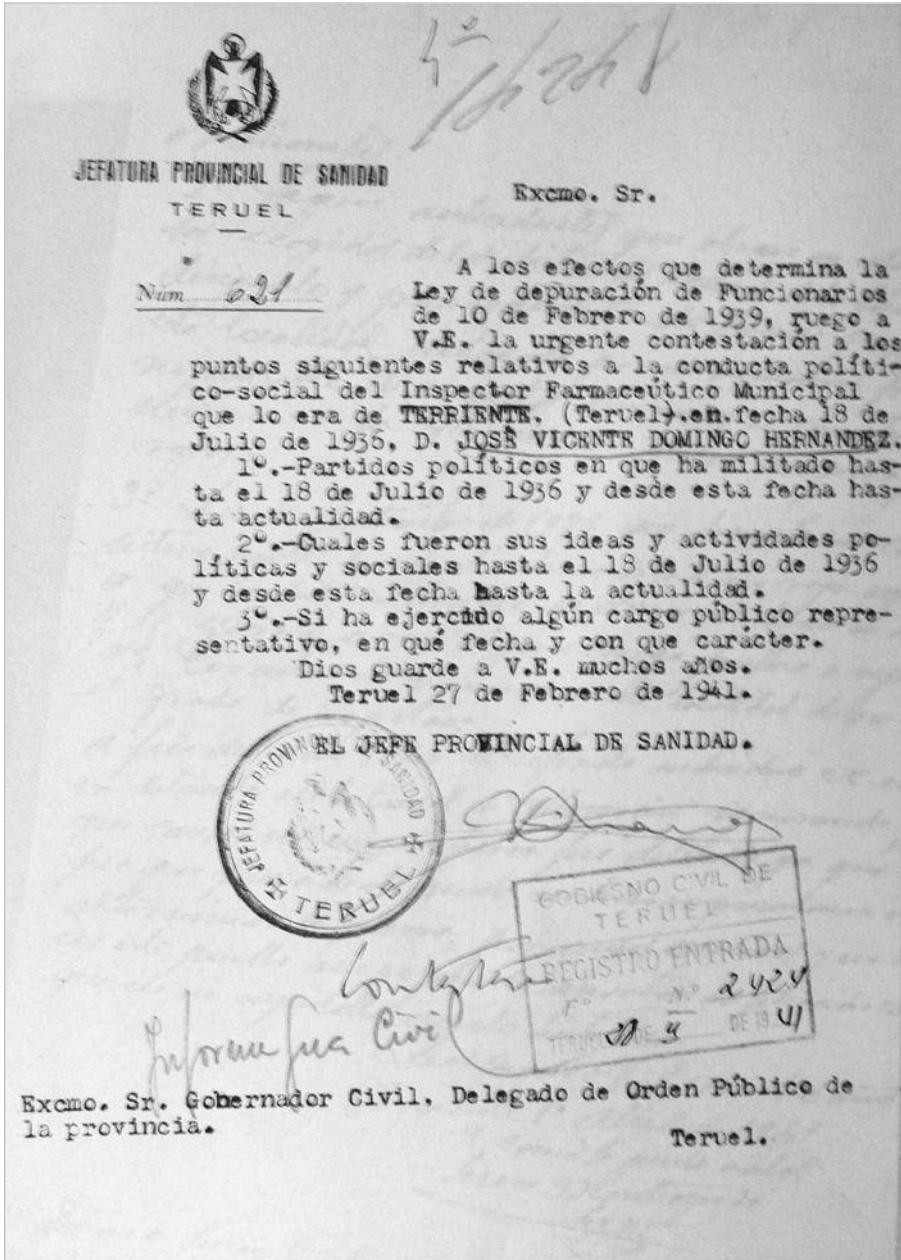 JEFATURA PROVINCIAL DE SANIDAD
TERUEL
Núm 621
Excmo. Sr.
A los efectos que determina la
Ley de depuración de Funcionarios
de 10 de Febrero de 1939, ruego a
V.E. la urgente contestación a los
puntos siguientes relativos a la conducta políti-
co-social del Inspector Farmaceútico Municipal
que lo era de TERRIENTE. (Teruel).en.fecha 18 de
Julio de 1936. D. JOSÉ VICENTE DOMINGO HERNANDEZ.
1º.-Partidos políticos en que ha militado has-
ta el 18 de Julio de 1936 y desde esta fecha has-
ta actualidad.
2º.-Cuales fueron sus ideas y actividades po-
líticas y sociales hasta el 18 de Julio de 1936
y desde esta fecha hasta la actualidad.
3º.-Si ha ejercido algún cargo público repre-
sentativo, en qué fecha y con que carácter.
Dios guarde a V.E. muchos años.
Teruel 27 de Febrero de 1941.
EL JEFE PROVINCIAL DE SANIDAD.
JEFATURA PROVINCIAL DE SANIDAD
TERUEL
GOBIERNO CIVIL DE
TERUEL
REGISTRO ENTRADA
Fº Nº 2424
TERUEL DE DE 1941
Informe Civil
Excmo. Sr. Gobernador Civil, Delegado de Orden Público de
la provincia.
Teruel.